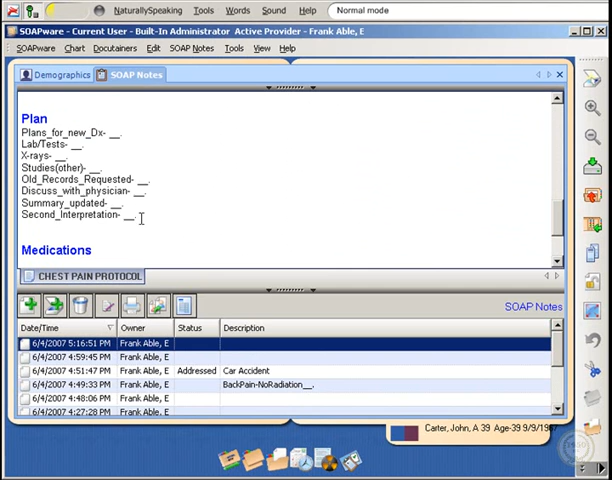 NaturallySpeaking Tools Words Sound Help Normal mode
SOAPware - Current User - Built-In Administrator Active Provider - Frank Able, E
SOAPware Chart Docutainers Edit SOAP Notes Tools View Help
Demographics SOAP Notes
Plan
Plans_for_new_Dx- __.
Lab/Tests- __.
X-rays- __.
Studies(other)- __.
Old_Records_Requested- __.
Discuss_with_physician- __.
Summary_updated- __.
Second_Interpretation- __.
Medications
CHEST PAIN PROTOCOL
SOAP Notes
Date/Time Owner Status Description
6/4/2007 5:16:51 PM Frank Able, E
6/4/2007 4:59:45 PM Frank Able, E
6/4/2007 4:51:47 PM Frank Able, E Addressed Car Accident
6/4/2007 4:49:33 PM Frank Able, E BackPain-NoRadiation__.
6/4/2007 4:48:06 PM Frank Able, E
6/4/2007 4:27:28 PM Frank Able, E
Carter, John, A 39 Age-39 9/9/1967